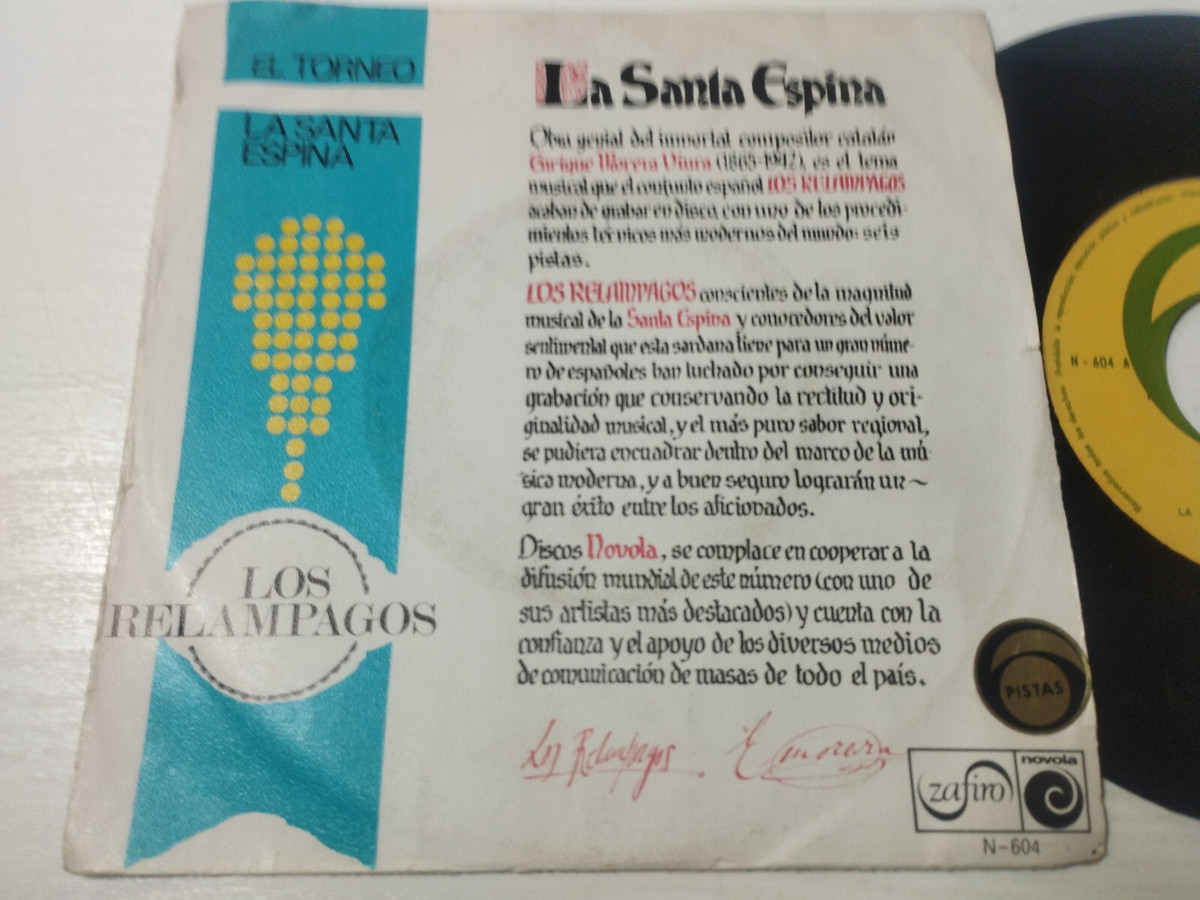 EL TORNEO
LA SANTA
ESPINA
LOS
RELAMPAGOS
La Santa Espina
Obra genial del inmortal compositor catalán
Enrique Morera Viura (1865-1942), es el tema
musical que el conjunto español LOS RELAMPAGOS
acaban de grabar en disco, con uno de los procedi-
mientos técnicos más modernos del mundo: seis
pistas.
LOS RELAMPAGOS conscientes de la magnitud
musical de la Santa Espina y conocedores del valor
sentimental que esta sardana tiene para un gran núme-
ro de españoles han luchado por conseguir una
grabación que conservando la rectitud y ori-
ginalidad musical, y el más puro sabor regional,
se pudiera encuadrar dentro del marco de la mú-
sica moderna, y a buen seguro lograrán un ~
gran éxito entre los aficionados.
Discos Novola, se complace en cooperar a la
difusión mundial de este número (con uno de
sus artistas más destacados) y cuenta con la
confianza y el apoyo de los diversos medios
de comunicación de masas de todo el país.
Los Relampagos
E morera
6 PISTAS
zafiro
novola
N-604
N - 604 A
LA